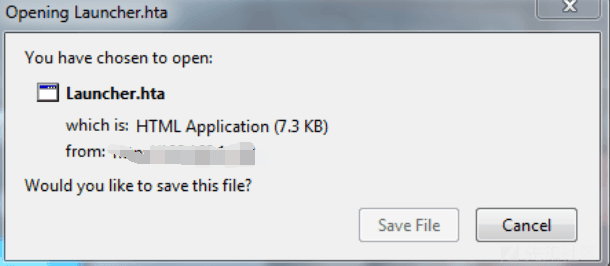 Opening Launcher.hta
You have chosen to open:
Launcher.hta
which is: HTML Application (7.3 KB)
from:
Would you like to save this file?
Save File
Cancel